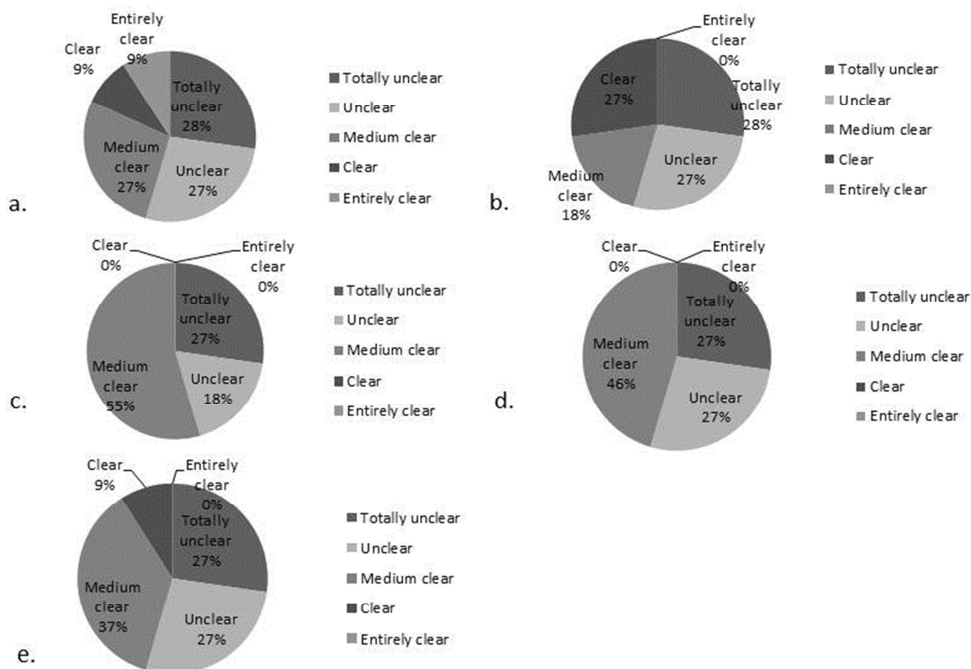 Entirely
clear
9%
Clear
9%
Totally
unclear
28%
Medium
clear
27%
Unclear
27%
Totally unclear
Unclear
Medium clear
Clear
Entirely clear
a.
Entirely
clear
0%
Clear
27%
Totally
unclear
28%
Unclear
27%
Medium
clear
18%
Totally unclear
Unclear
Medium clear
Clear
Entirely clear
b.
Clear
0%
Entirely
clear
0%
Totally
unclear
27%
Medium
clear
55%
Unclear
18%
Totally unclear
Unclear
Medium clear
Clear
Entirely clear
c.
Clear
0%
Entirely
clear
0%
Totally
unclear
27%
Medium
clear
46%
Unclear
27%
Totally unclear
Unclear
Medium clear
Clear
Entirely clear
d.
Clear
9%
Entirely
clear
0%
Totally
unclear
27%
Medium
clear
37%
Unclear
27%
Totally unclear
Unclear
Medium clear
Clear
Entirely clear
e.